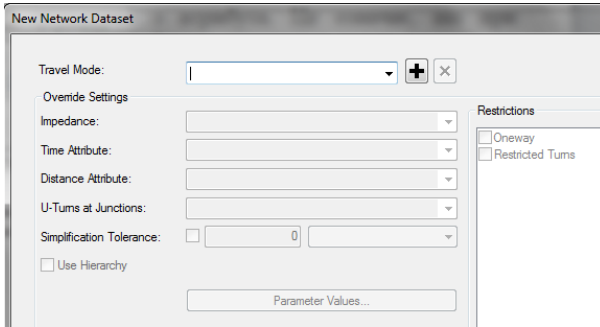 New Network Dataset
Travel Mode:
Override Settings
Impedance:
Time Attribute:
Distance Attribute:
U-Turns at Junctions:
Simplification Tolerance:
0
Use Hierarchy
Parameter Values...
Restrictions
Oneway
Restricted Turns